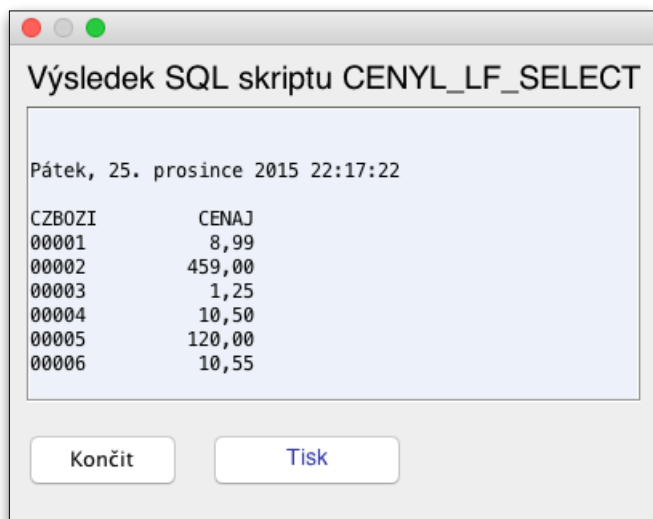 Výsledek SQL skriptu CENYL_LF_SELECT
Pátek, 25. prosince 2015 22:17:22
CZBOZI CENAJ
00001 8,99
00002 459,00
00003 1,25
00004 10,50
00005 120,00
00006 10,55
Končit Tisk